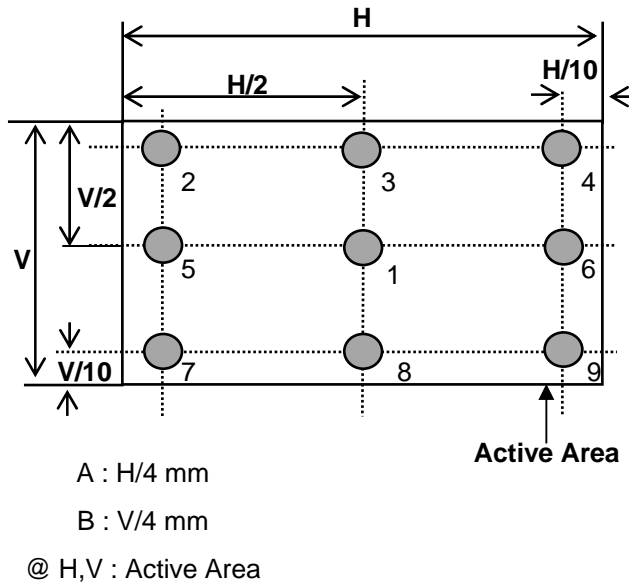 H
H/10
H/2
2 3 4
V/2
V
5 1 6
V/10
7 8 9
Active Area
A : H/4 mm
B : V/4 mm
@ H,V : Active Area